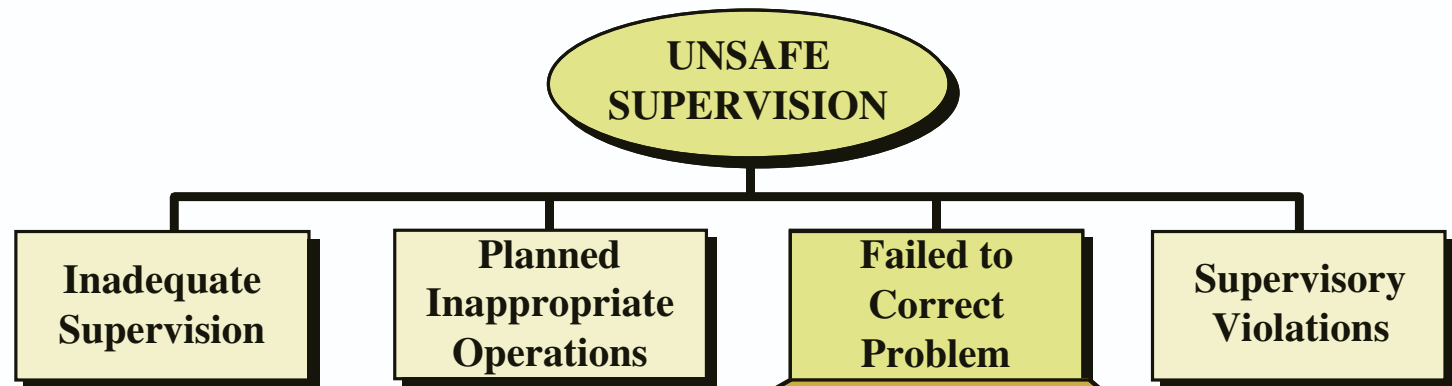 UNSAFE
SUPERVISION
Inadequate
Supervision
Planned
Inappropriate
Operations
Failed to
Correct
Problem
Supervisory
Violations